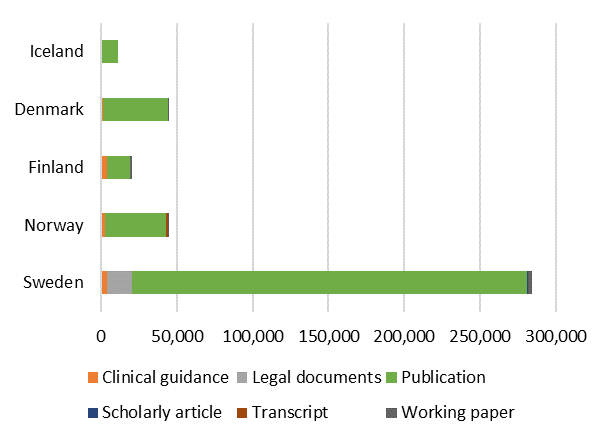 Iceland
Denmark
Finland
Norway
Sweden
0 50,000 100,000 150,000 200,000 250,000 300,000
Clinical guidance Legal documents Publication
Scholarly article Transcript Working paper